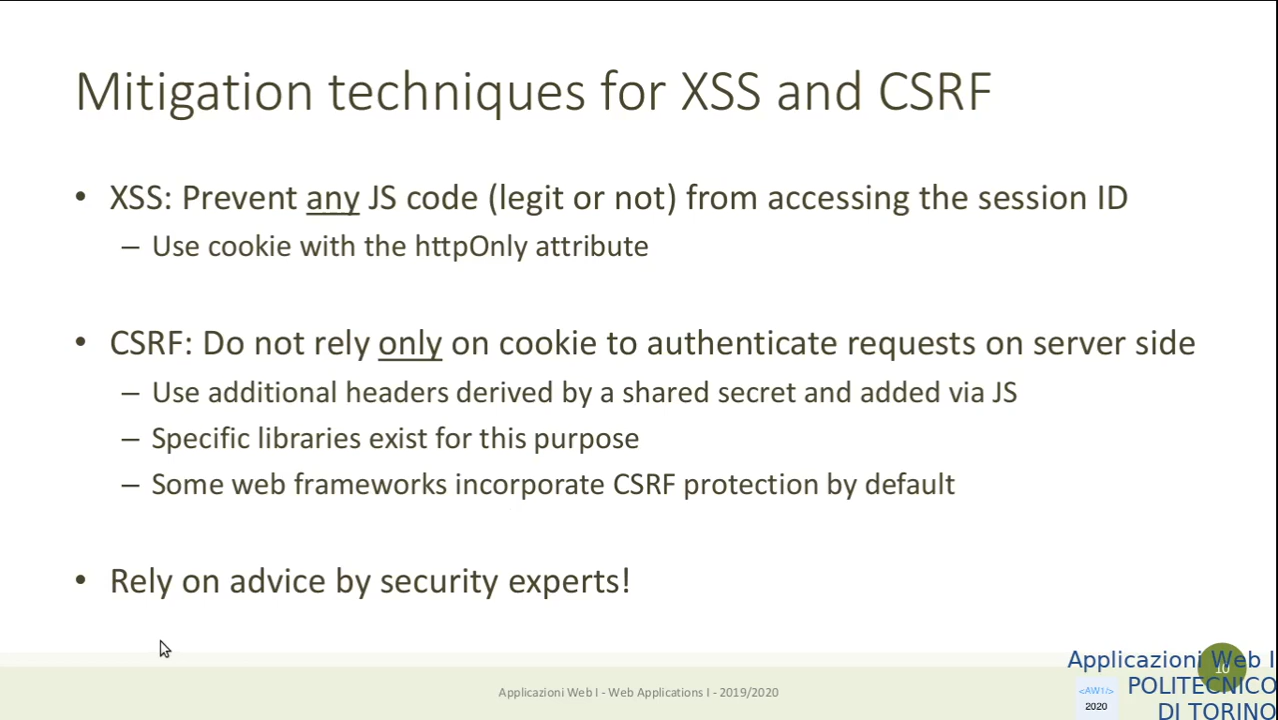 Mitigation techniques for XSS and CSRF
• XSS: Prevent any JS code (legit or not) from accessing the session ID
– Use cookie with the httpOnly attribute
• CSRF: Do not rely only on cookie to authenticate requests on server side
– Use additional headers derived by a shared secret and added via JS
– Specific libraries exist for this purpose
– Some web frameworks incorporate CSRF protection by default
• Rely on advice by security experts!
Applicazioni Web I - Web Applications I - 2019/2020
10
Applicazioni Web I
POLITECNICO
DI TORINO
<AW1/>
2020